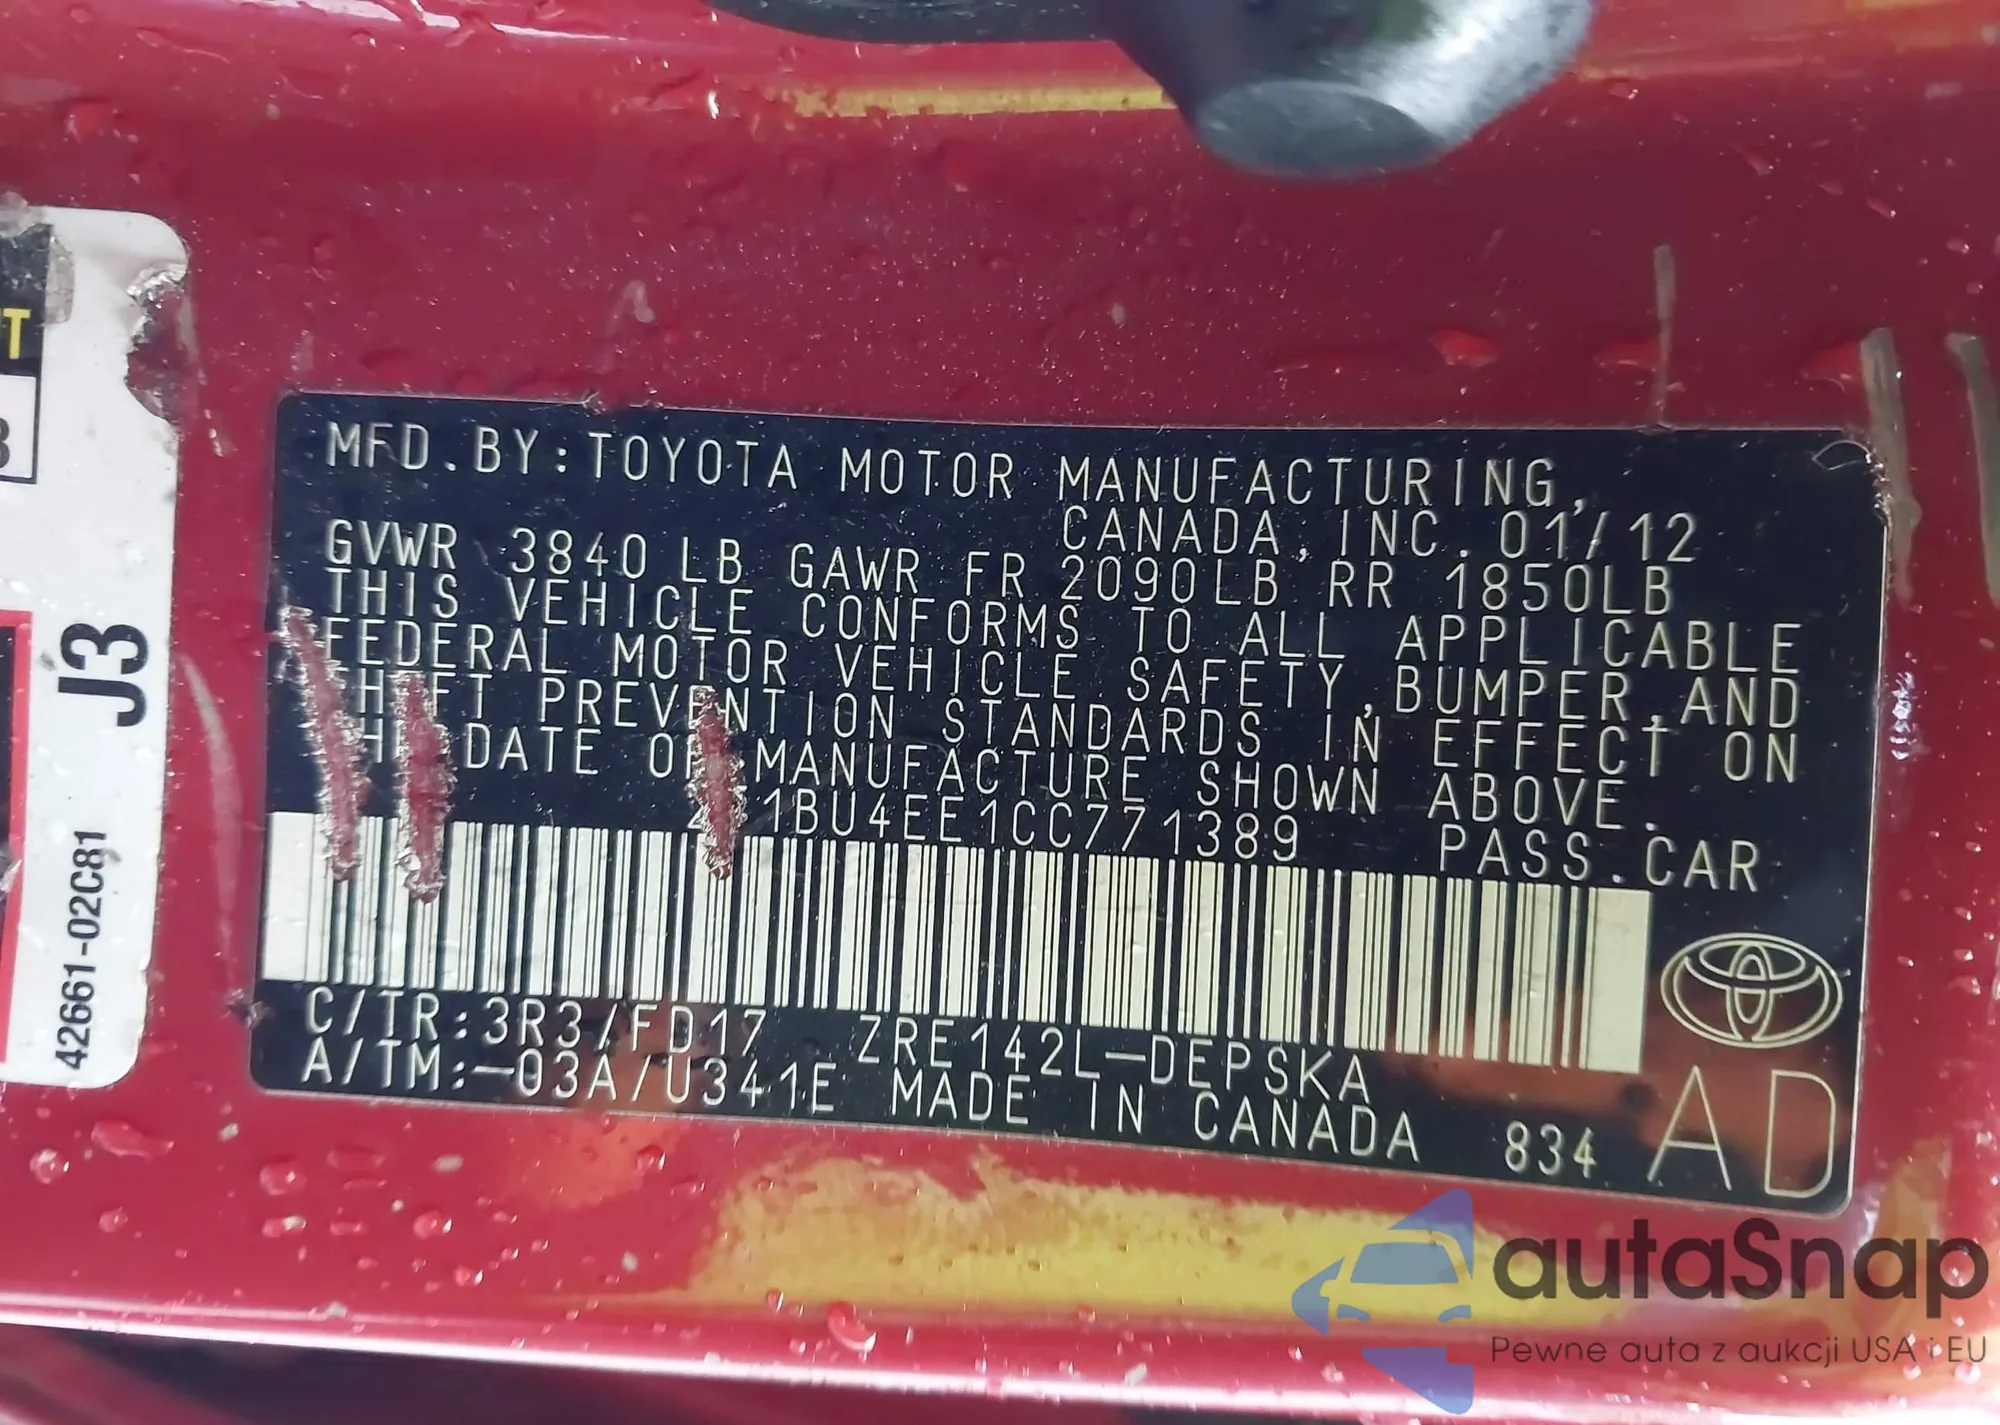 MFD.BY:TOYOTA MOTOR MANUFACTURING,
CANADA, INC. 01/12
GVWR 3840 LB GAWR FR 2090LB RR 1850LB
THIS VEHICLE CONFORMS TO ALL APPLICABLE
FEDERAL MOTOR VEHICLE SAFETY,BUMPER,AND
THEFT PREVENTION STANDARDS IN EFFECT ON
THE DATE OF MANUFACTURE SHOWN ABOVE.
1BU4EE1CC771389 PASS.CAR
C/TR:3R3/FD17 ZRE142L-DEPSKA
A/TM:-03A/U341E MADE IN CANADA 834
AD
J3
42661-02C81
autaSnap
Pewne auta z aukcji USA i EU